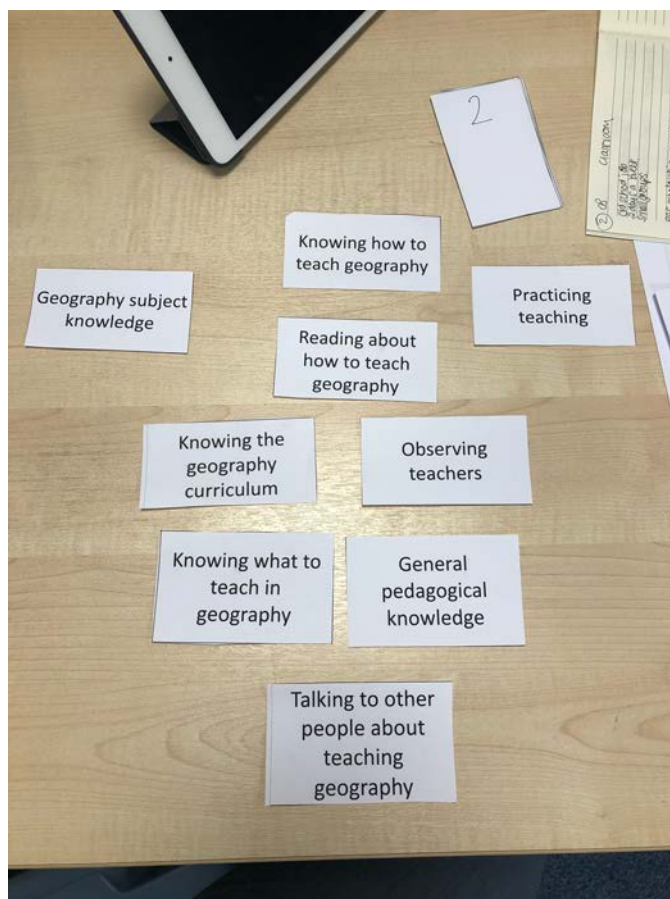 2
Knowing how to
teach geography
Geography subject
knowledge
Practicing
teaching
Reading about
how to teach
geography
Knowing the
geography
curriculum
Observing
teachers
Knowing what to
teach in
geography
General
pedagogical
knowledge
Talking to other
people about
teaching
geography